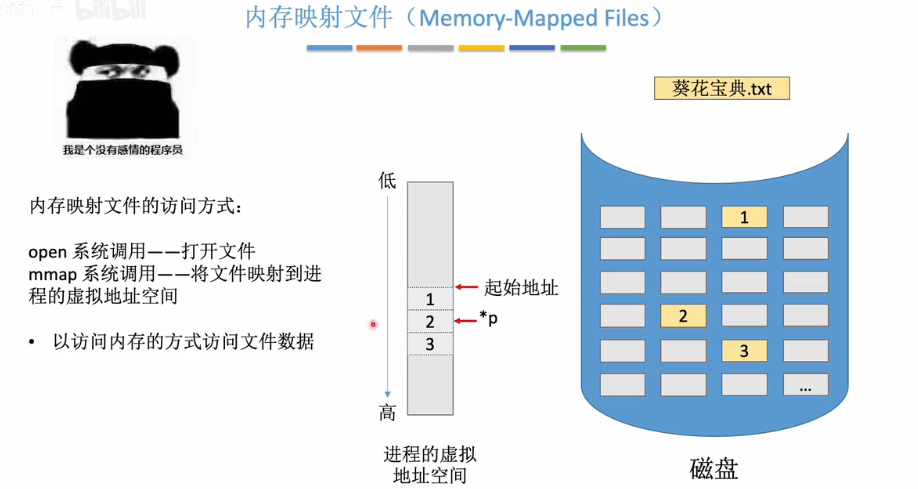 内存映射文件（Memory-Mapped Files）
葵花宝典.txt
我是个没有感情的程序员
内存映射文件的访问方式：
open 系统调用——打开文件
mmap 系统调用——将文件映射到进
程的虚拟地址空间
• 以访问内存的方式访问文件数据
低
起始地址
1
2
*p
3
高
进程的虚拟
地址空间
1
2
3
...
磁盘